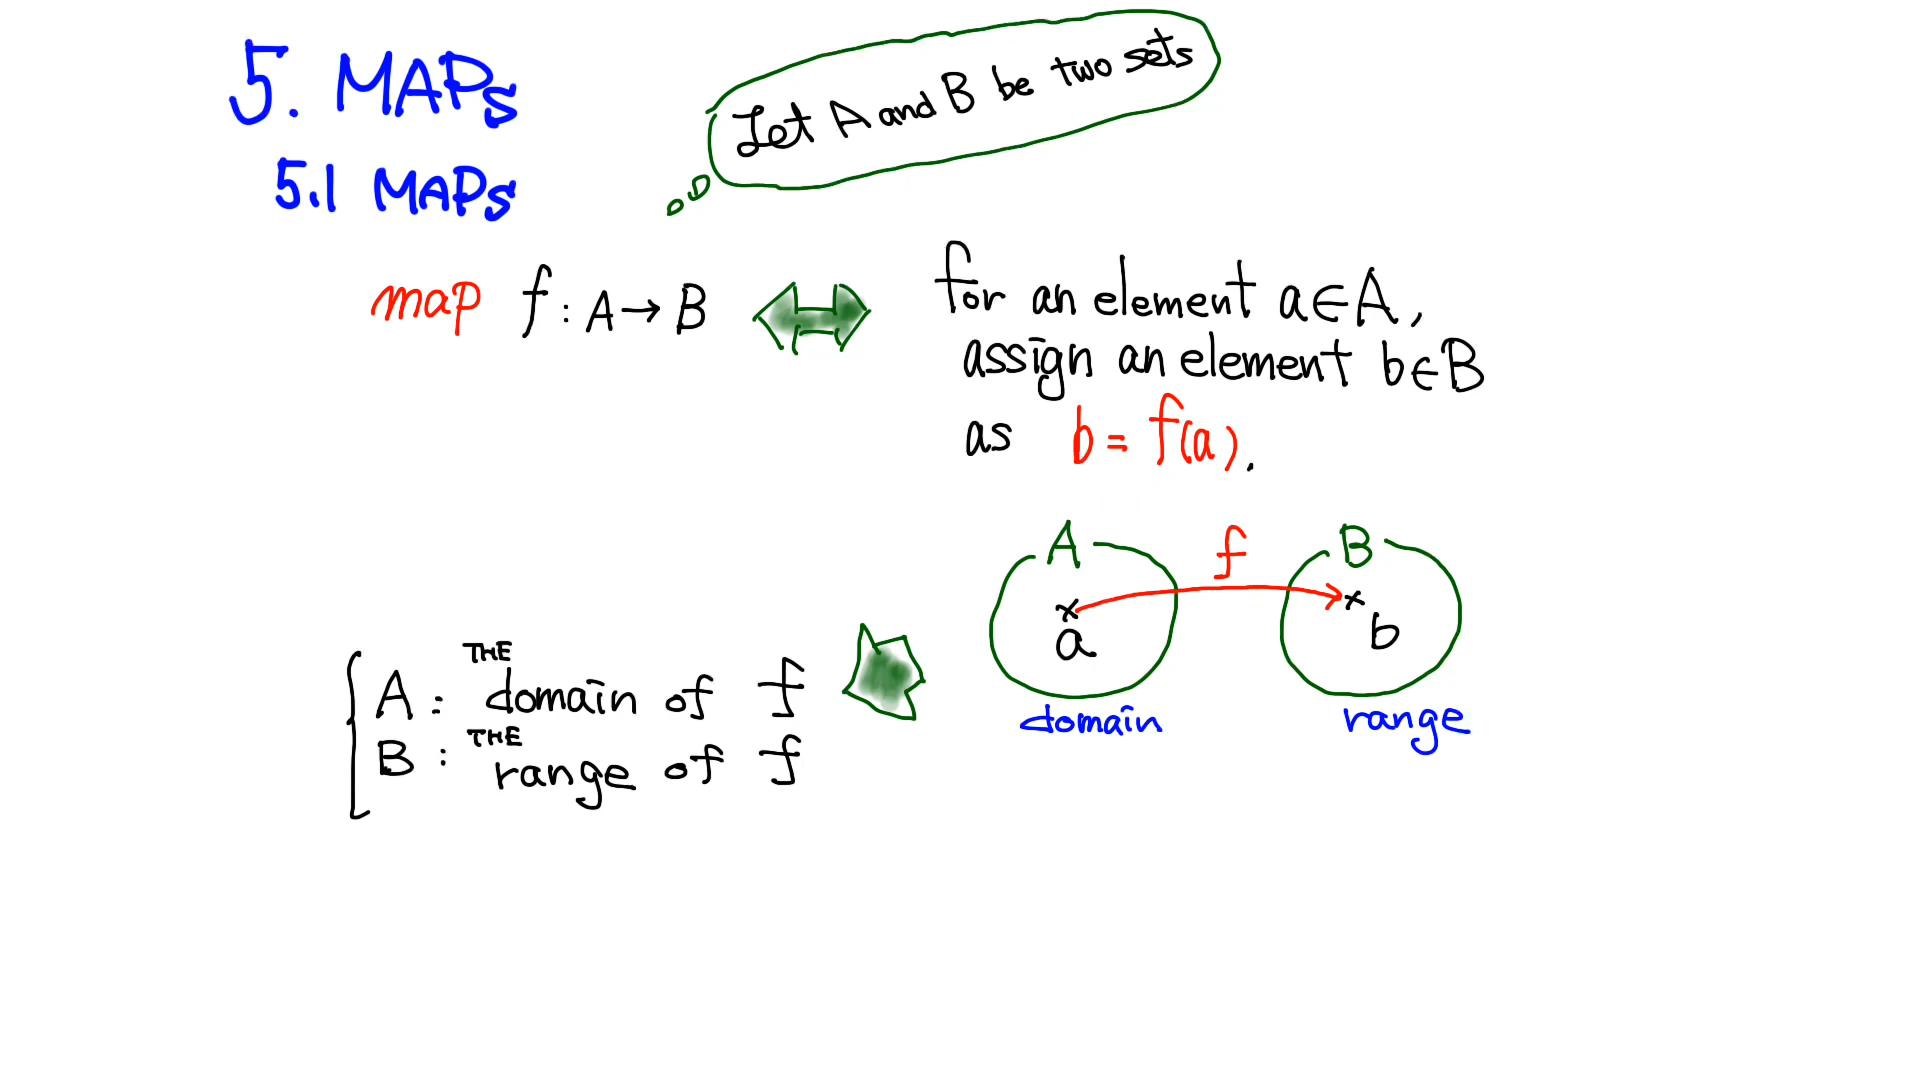 5. MAPs
Let A and B be two sets
5.1 MAPs
map f : A → B
for an element a∈A,
assign an element b∈B
as b = f(a).
A f B
a b
domain range
A : THE domain of f
B : THE range of f